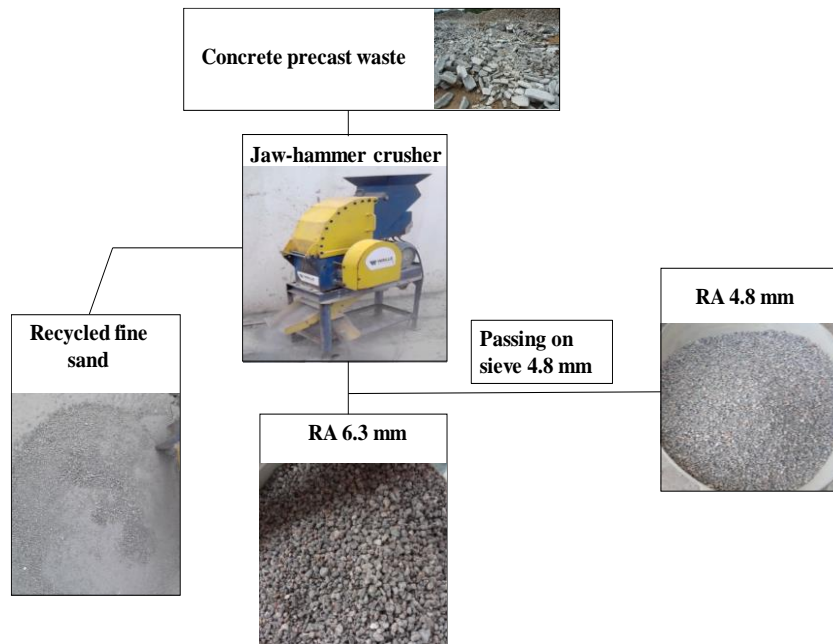 Concrete precast waste
Jaw-hammer crusher
RA 4.8 mm
Recycled fine
sand
Passing on
sieve 4.8 mm
RA 6.3 mm